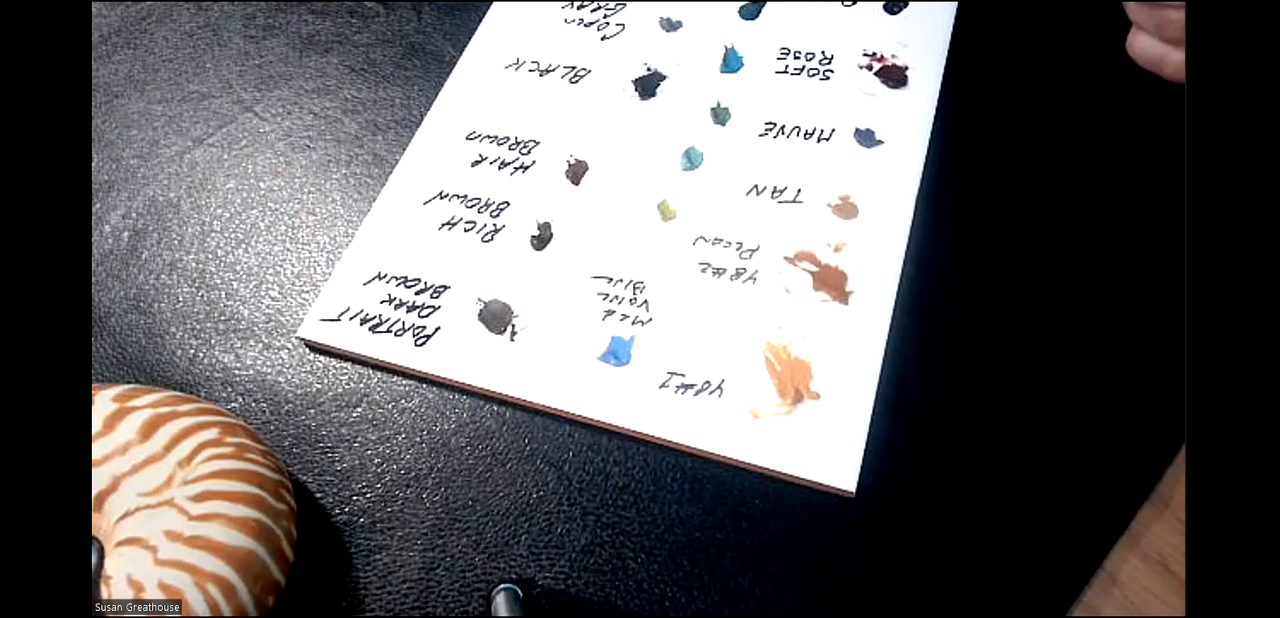 PORTRAIT
DARK
BROWN
YB#1
Med
Value
Blue
RICH
BROWN
YB#2
Pecan
HAIR
BROWN
TAN
MAUVE
BLACK
SOFT
ROSE
GRAY
Susan Greathouse